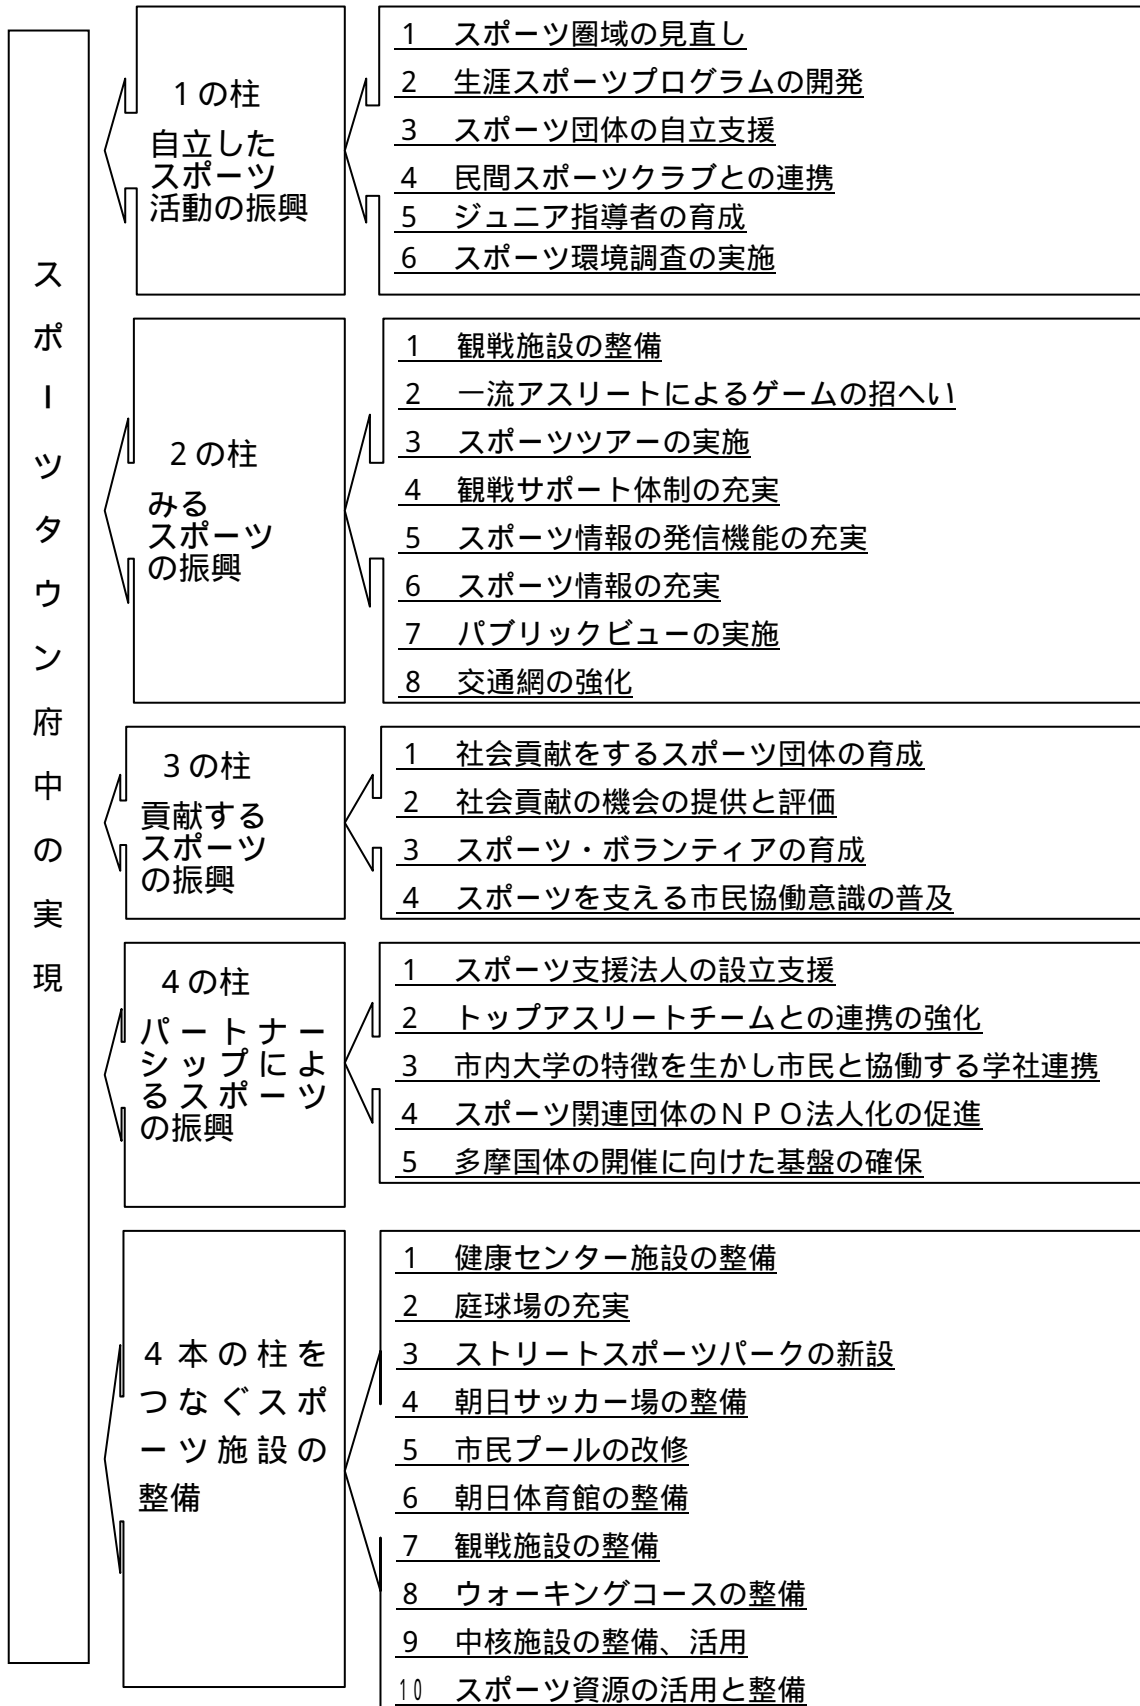 スポーツタウン府中の実現
1の柱
自立した
スポーツ
活動の振興
1 スポーツ圏域の見直し
2 生涯スポーツプログラムの開発
3 スポーツ団体の自立支援
4 民間スポーツクラブとの連携
5 ジュニア指導者の育成
6 スポーツ環境調査の実施
2の柱
みる
スポーツ
の振興
1 観戦施設の整備
2 一流アスリートによるゲームの招へい
3 スポーツツアーの実施
4 観戦サポート体制の充実
5 スポーツ情報の発信機能の充実
6 スポーツ情報の充実
7 パブリックビューの実施
8 交通網の強化
3の柱
貢献する
スポーツ
の振興
1 社会貢献をするスポーツ団体の育成
2 社会貢献の機会の提供と評価
3 スポーツ・ボランティアの育成
4 スポーツを支える市民協働意識の普及
4の柱
パートナー
シップによ
るスポーツ
の振興
1 スポーツ支援法人の設立支援
2 トップアスリートチームとの連携の強化
3 市内大学の特徴を生かし市民と協働する学社連携
4 スポーツ関連団体のNPO法人化の促進
5 多摩国体の開催に向けた基盤の確保
4本の柱を
つなぐスポ
ーツ施設の
整備
1 健康センター施設の整備
2 庭球場の充実
3 ストリートスポーツパークの新設
4 朝日サッカー場の整備
5 市民プールの改修
6 朝日体育館の整備
7 観戦施設の整備
8 ウォーキングコースの整備
9 中核施設の整備、活用
10 スポーツ資源の活用と整備